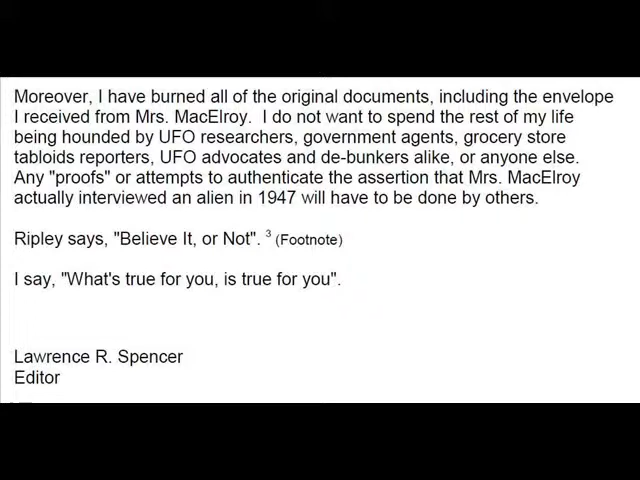 Moreover, I have burned all of the original documents, including the envelope
I received from Mrs. MacElroy.  I do not want to spend the rest of my life
being hounded by UFO researchers, government agents, grocery store
tabloids reporters, UFO advocates and de-bunkers alike, or anyone else.
Any "proofs" or attempts to authenticate the assertion that Mrs. MacElroy
actually interviewed an alien in 1947 will have to be done by others.
Ripley says, "Believe It, or Not". 3 (Footnote)
I say, "What's true for you, is true for you".
Lawrence R. Spencer
Editor